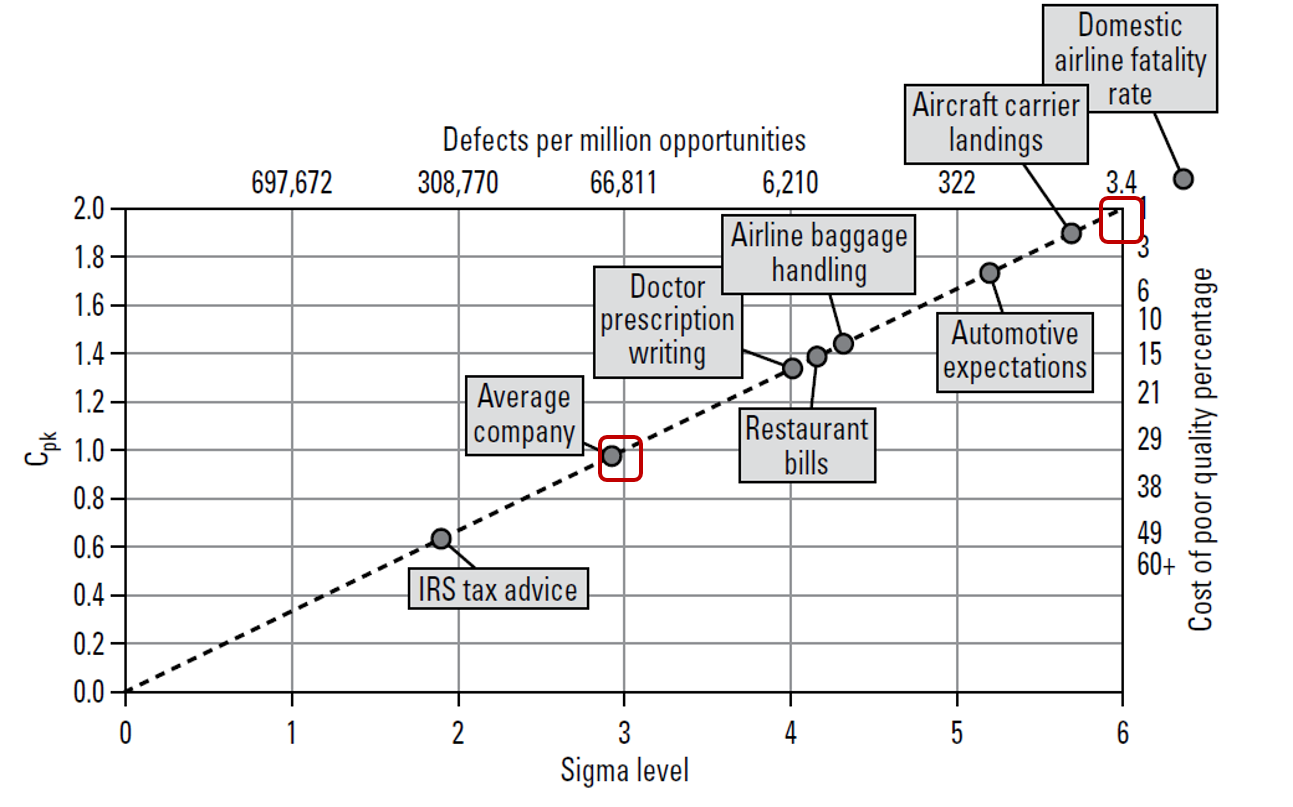 Domestic
airline fatality
rate
Aircraft carrier
landings
Defects per million opportunities
697,672 308,770 66,811 6,210 322 3.4
2.0
1.8
1.6
1.4
1.2
1.0
0.8
0.6
0.4
0.2
0.0
Cpk
Airline baggage
handling
Doctor
prescription
writing
Average
company
Restaurant
bills
Automotive
expectations
IRS tax advice
1
3
6
10
15
21
29
38
49
60+
Cost of poor quality percentage
0 1 2 3 4 5 6
Sigma level